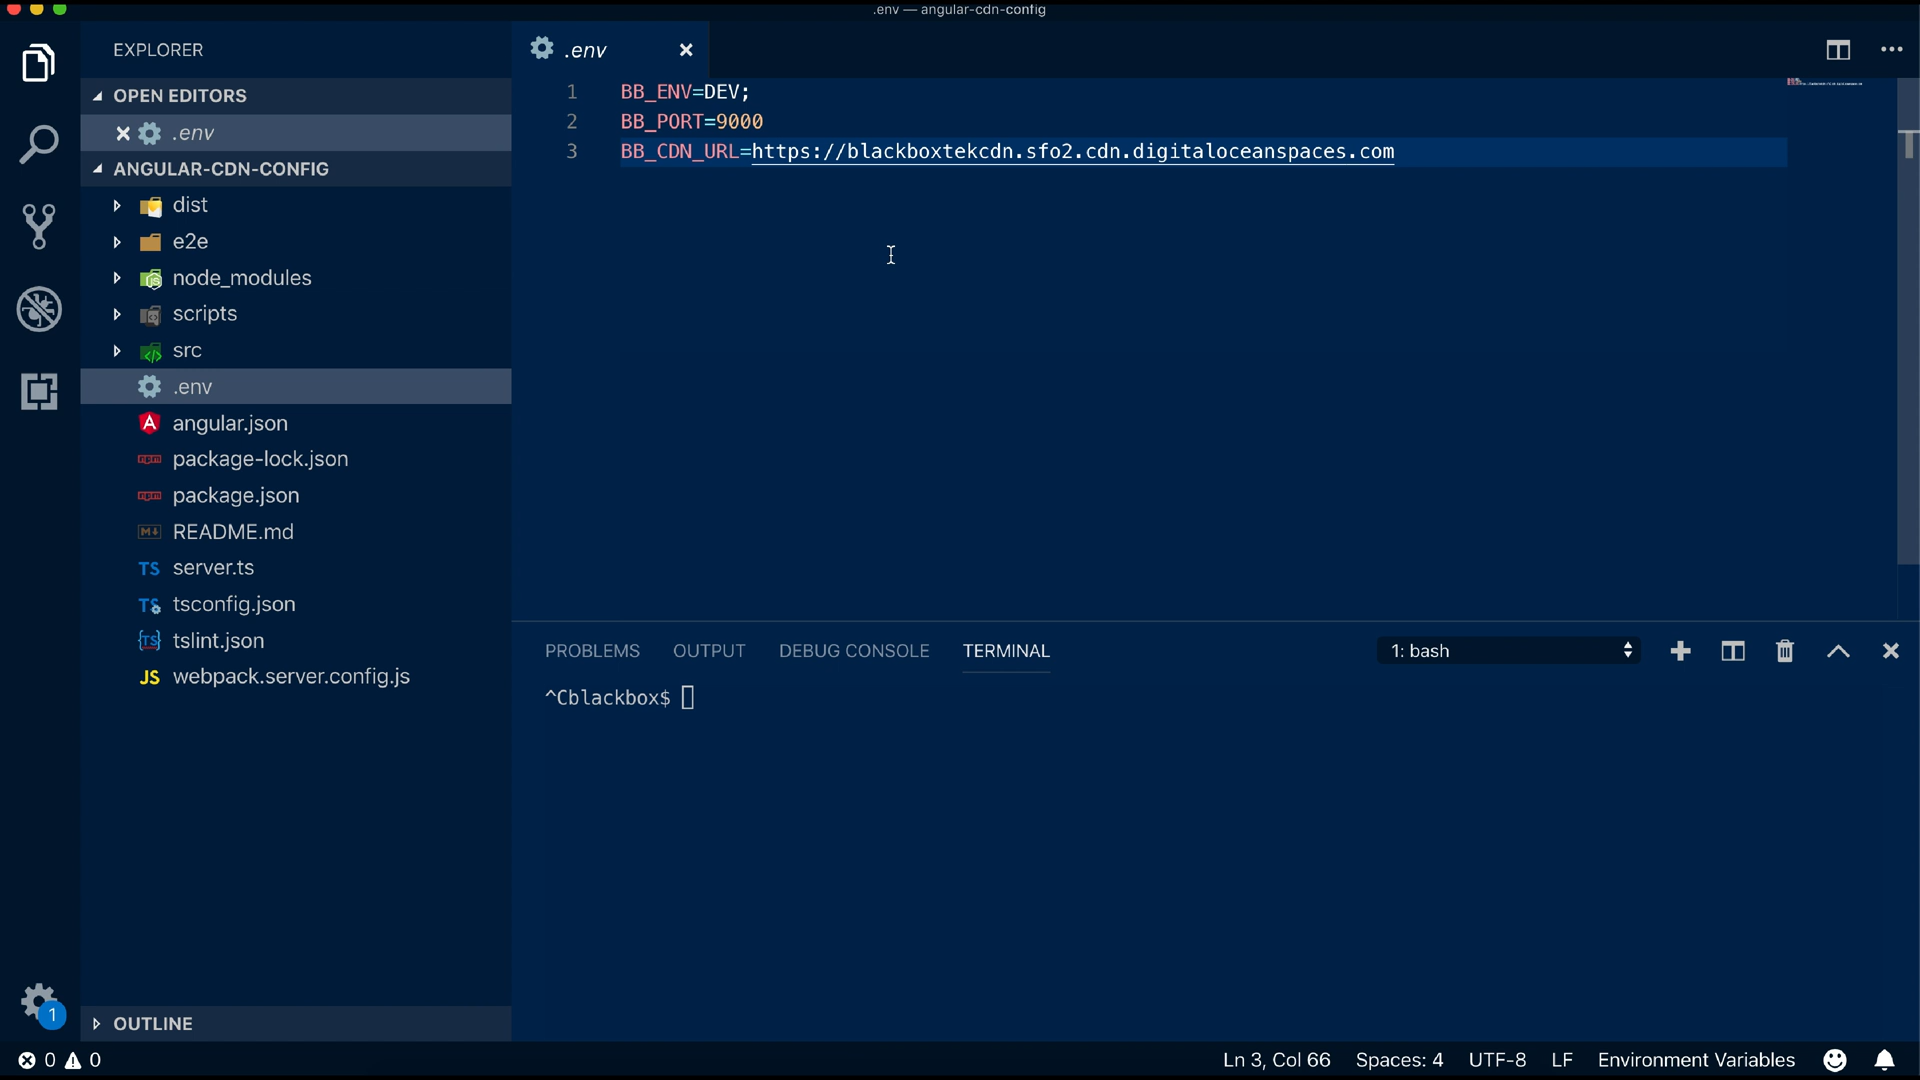 .env — angular-cdn-config
EXPLORER
OPEN EDITORS
.env
ANGULAR-CDN-CONFIG
dist
e2e
node_modules
scripts
src
.env
angular.json
package-lock.json
package.json
README.md
server.ts
tsconfig.json
tslint.json
webpack.server.config.js
OUTLINE
.env
1 BB_ENV=DEV;
2 BB_PORT=9000
3 BB_CDN_URL=https://blackboxtekcdn.sfo2.cdn.digitaloceanspaces.com
PROBLEMS OUTPUT DEBUG CONSOLE TERMINAL 1: bash
^Cblackbox$
1
0 0 Ln 3, Col 66 Spaces: 4 UTF-8 LF Environment Variables